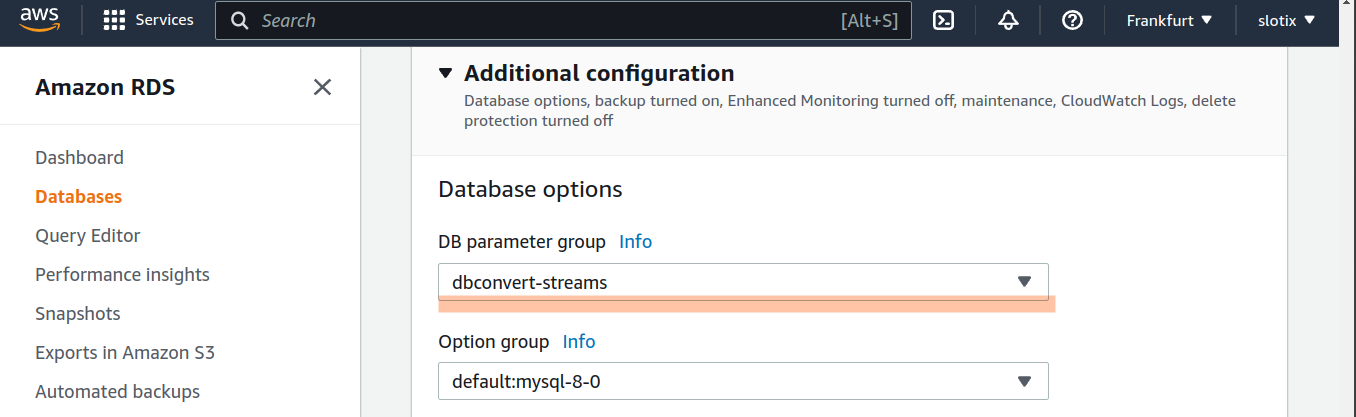 aws
Services
Search
[Alt+S]
Frankfurt
slotix
Amazon RDS
Dashboard
Databases
Query Editor
Performance insights
Snapshots
Exports in Amazon S3
Automated backups
Additional configuration
Database options, backup turned on, Enhanced Monitoring turned off, maintenance, CloudWatch Logs, delete
protection turned off
Database options
DB parameter group Info
dbconvert-streams
Option group Info
default:mysql-8-0